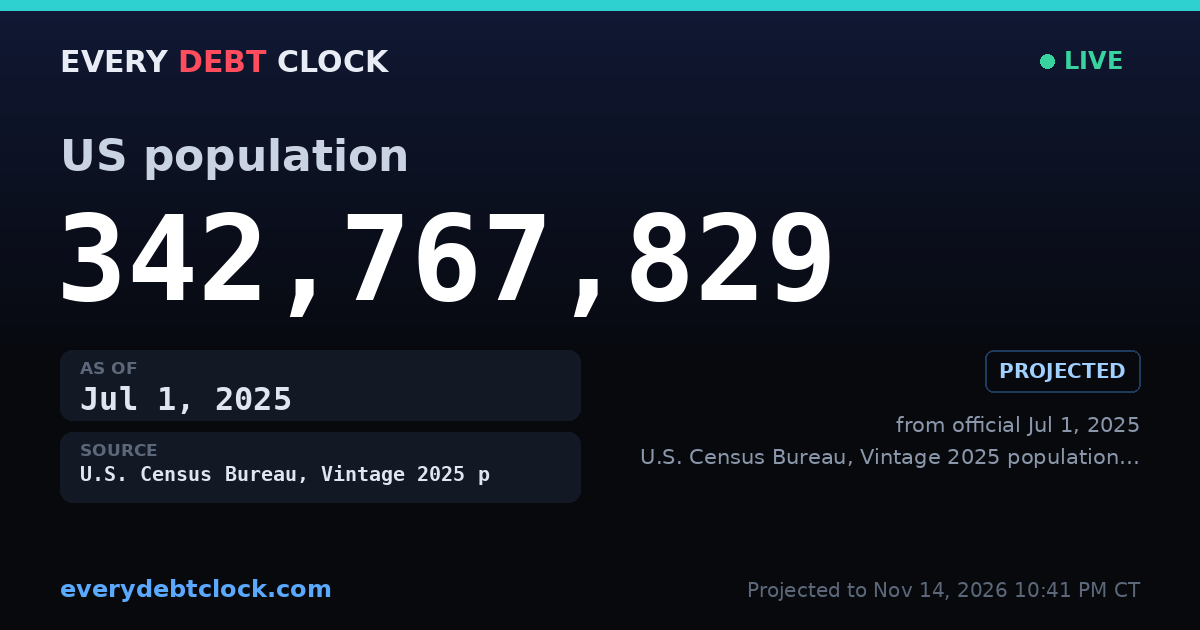 EVERY DEBT CLOCK
LIVE
US population
342,767,829
AS OF
Jul 1, 2025
SOURCE
U.S. Census Bureau, Vintage 2025 p
PROJECTED
from official Jul 1, 2025
U.S. Census Bureau, Vintage 2025 population…
everydebtclock.com
Projected to Nov 14, 2026 10:41 PM CT